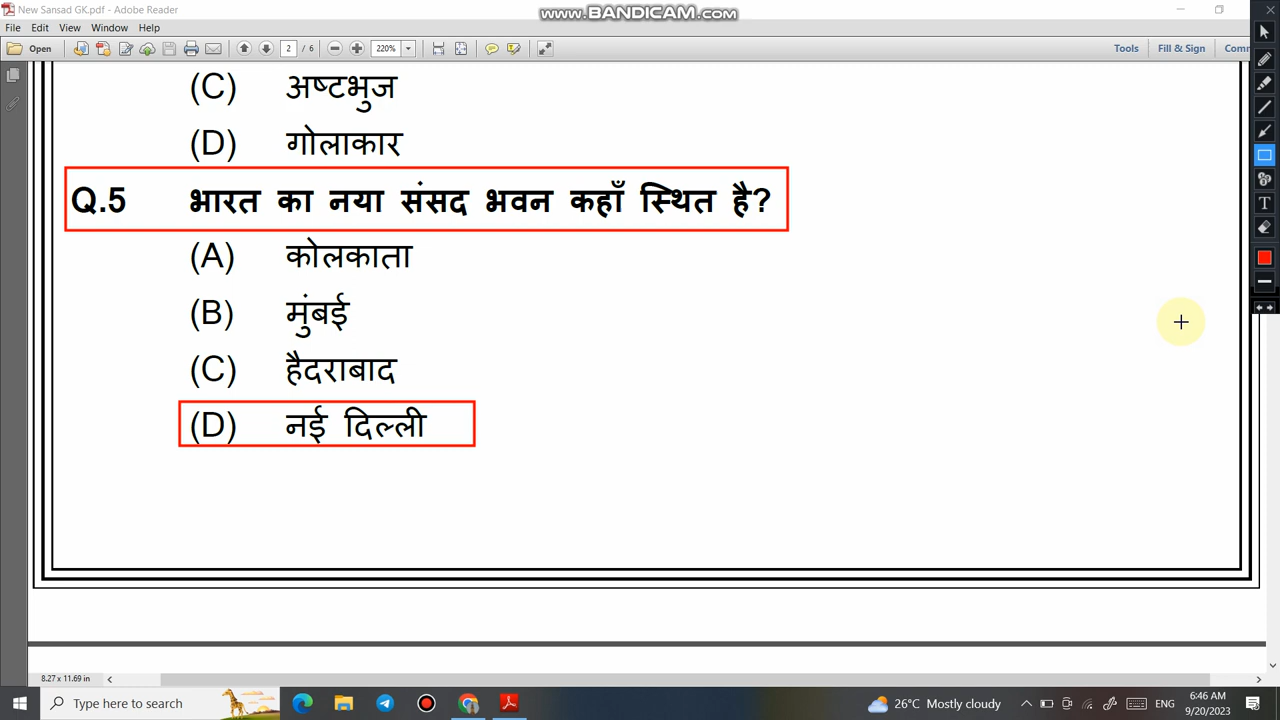 New Sansad GK.pdf - Adobe Reader
www.BANDICAM.com
File Edit View Window Help
Open 2 / 6 220% Tools Fill & Sign Comm
(C) अष्टभुज
(D) गोलाकार
Q.5 भारत का नया संसद भवन कहाँ स्थित है?
(A) कोलकाता
(B) मुंबई
(C) हैदराबाद
(D) नई दिल्ली
8.27 x 11.69 in
Type here to search
26°C Mostly cloudy
ENG
6:46 AM
9/20/2023